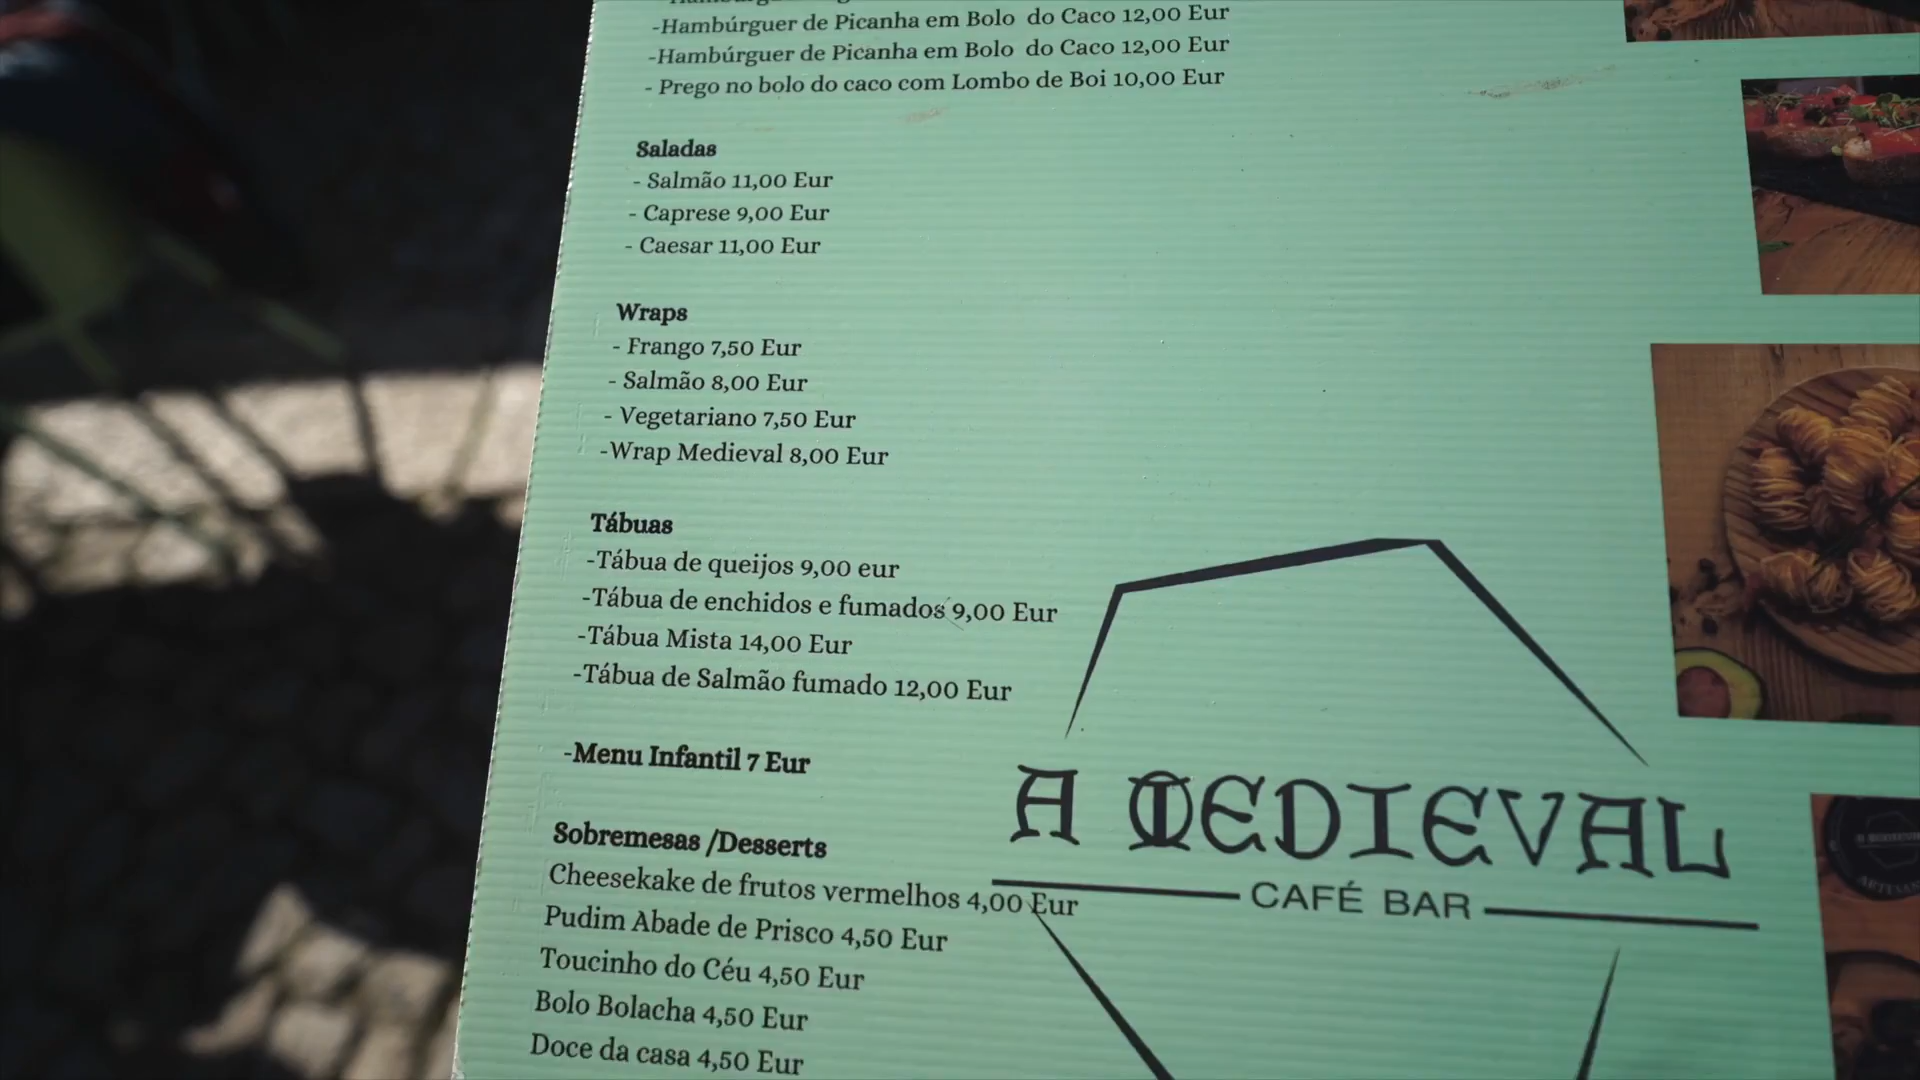 -Hambúrguer de Picanha em Bolo do Caco 12,00 Eur
-Hambúrguer de Picanha em Bolo do Caco 12,00 Eur
- Prego no bolo do caco com Lombo de Boi 10,00 Eur
Saladas
- Salmão 11,00 Eur
- Caprese 9,00 Eur
- Caesar 11,00 Eur
Wraps
- Frango 7,50 Eur
- Salmão 8,00 Eur
- Vegetariano 7,50 Eur
-Wrap Medieval 8,00 Eur
Tábuas
-Tábua de queijos 9,00 eur
-Tábua de enchidos e fumados 9,00 Eur
-Tábua Mista 14,00 Eur
-Tábua de Salmão fumado 12,00 Eur
-Menu Infantil 7 Eur
Sobremesas /Desserts
Cheesekake de frutos vermelhos 4,00 Eur
Pudim Abade de Prisco 4,50 Eur
Toucinho do Céu 4,50 Eur
Bolo Bolacha 4,50 Eur
Doce da casa 4,50 Eur
A MEDIEVAL
CAFÉ BAR